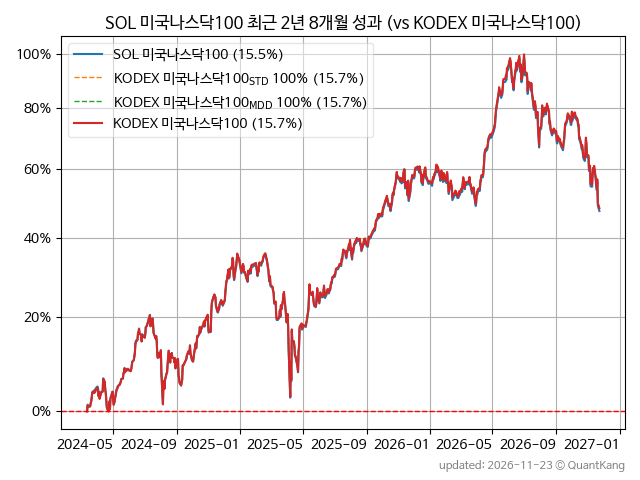 SOL 미국나스닥100 최근 2년 8개월 성과 (vs KODEX 미국나스닥100)
SOL 미국나스닥100 (15.5%)
KODEX 미국나스닥100STD 100% (15.7%)
KODEX 미국나스닥100MDD 100% (15.7%)
KODEX 미국나스닥100 (15.7%)
100%
80%
60%
40%
20%
0%
2024-05 2024-09 2025-01 2025-05 2025-09 2026-01 2026-05 2026-09 2027-01
updated: 2026-11-23 © QuantKang